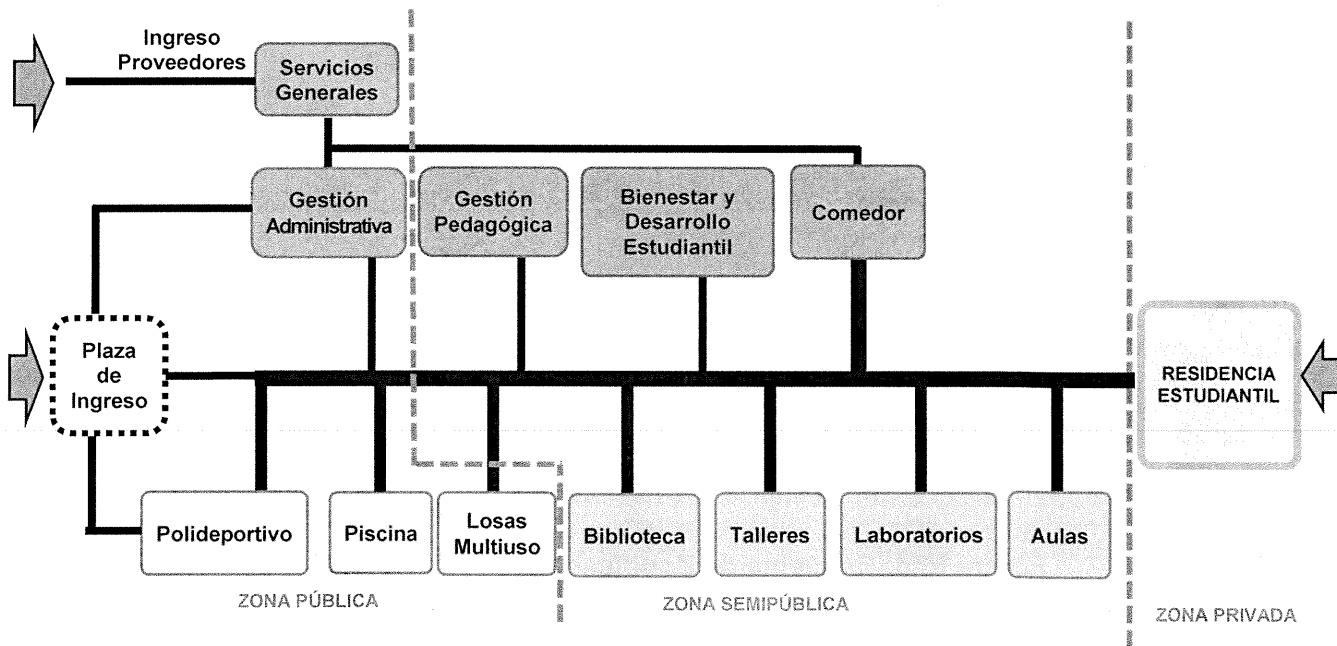 Ingreso
Proveedores
Servicios
Generales
Gestión
Administrativa
Gestión
Pedagógica
Bienestar y
Desarrollo
Estudiantil
Comedor
Plaza
de
Ingreso
RESIDENCIA
ESTUDIANTIL
Polideportivo
Piscina
Losas
Multiuso
Biblioteca
Talleres
Laboratorios
Aulas
ZONA PÚBLICA
ZONA SEMIPÚBLICA
ZONA PRIVADA